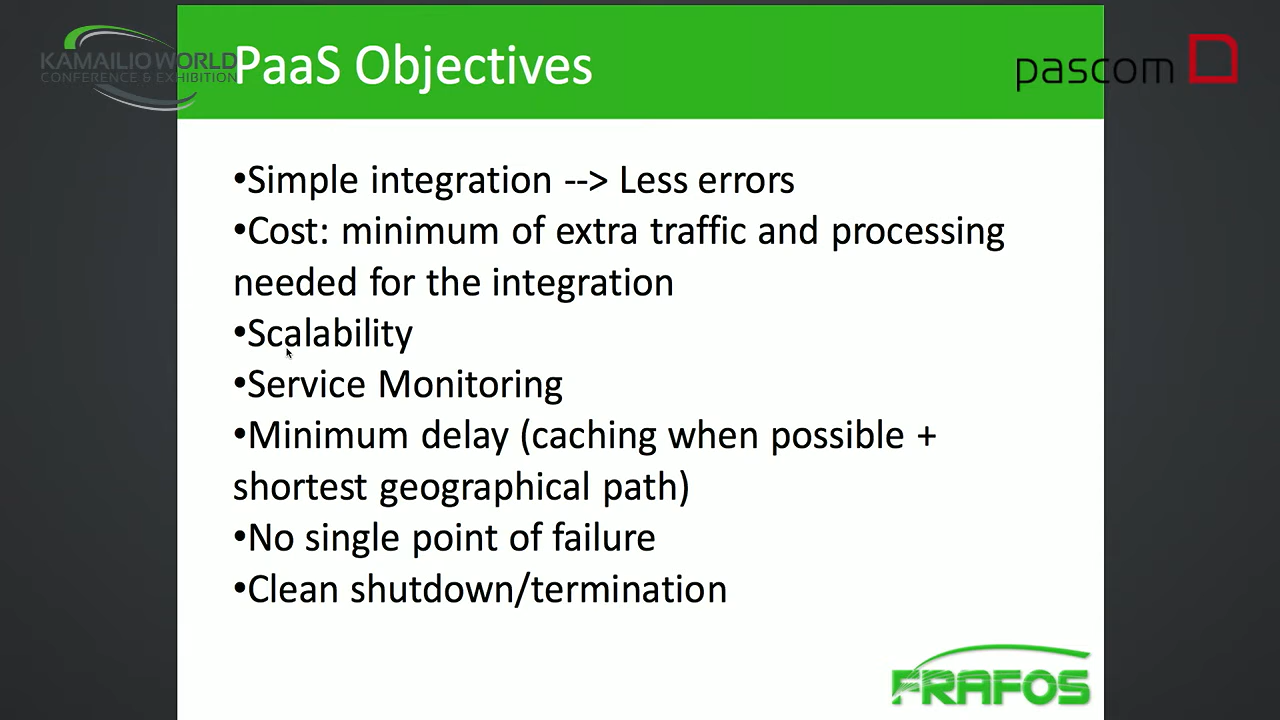 KAMAILIO WORLD
CONFERENCE & EXHIBITION
PaaS Objectives
pascom
•Simple integration --> Less errors
•Cost: minimum of extra traffic and processing
needed for the integration
•Scalability
•Service Monitoring
•Minimum delay (caching when possible +
shortest geographical path)
•No single point of failure
•Clean shutdown/termination
FRAFOS